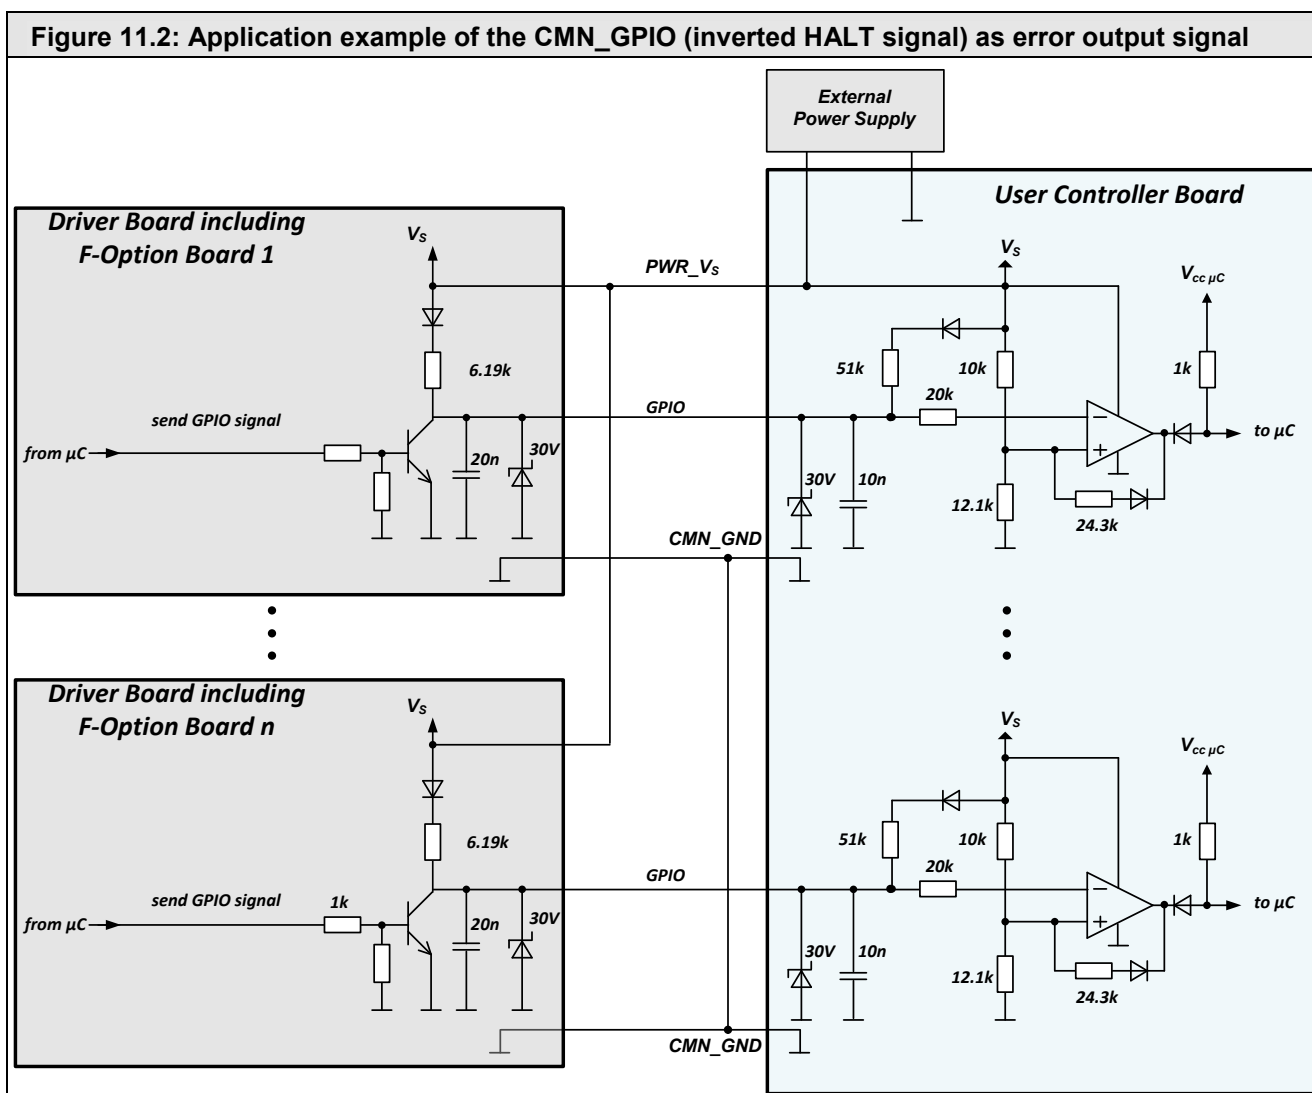 Figure 11.2: Application example of the CMN_GPIO (inverted HALT signal) as error output signal
External
Power Supply
User Controller Board
Driver Board including
F-Option Board 1
VS
PWR_VS
VS
Vcc µC
6.19k
51k
10k
1k
20k
send GPIO signal
GPIO
from µC
to µC
20n
30V
30V
10n
12.1k
24.3k
CMN_GND
Driver Board including
F-Option Board n
VS
VS
Vcc µC
6.19k
51k
10k
1k
20k
send GPIO signal
1k
GPIO
from µC
to µC
20n
30V
30V
10n
12.1k
24.3k
CMN_GND